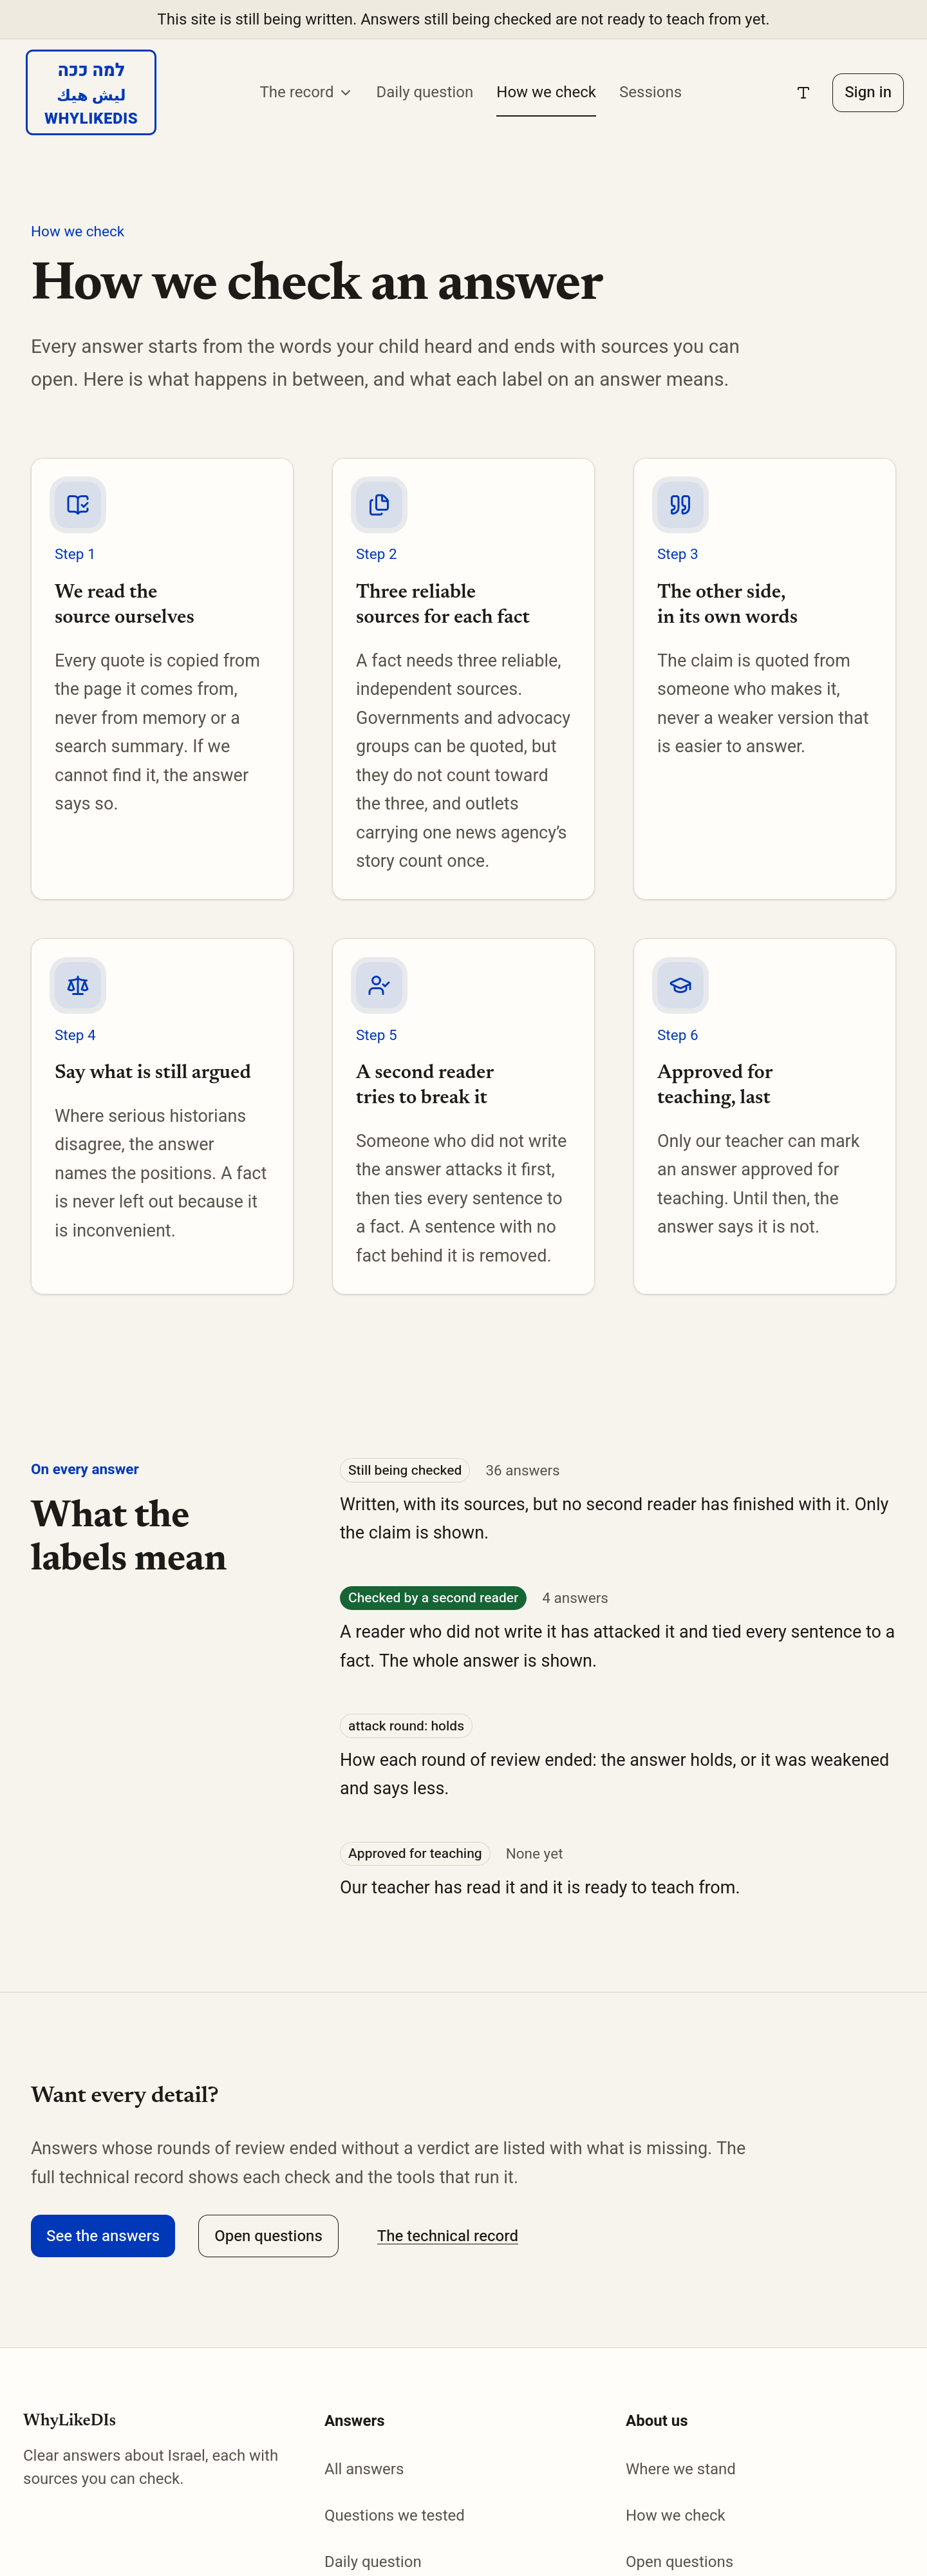 This site is still being written. Answers still being checked are not ready to teach from yet.
למה ככה
ليش هيك
WHYLIKEDIS
The record
Daily question
How we check
Sessions
Sign in
How we check
How we check an answer
Every answer starts from the words your child heard and ends with sources you can
open. Here is what happens in between, and what each label on an answer means.
Step 1
We read the
source ourselves
Every quote is copied from
the page it comes from,
never from memory or a
search summary. If we
cannot find it, the answer
says so.
Step 2
Three reliable
sources for each fact
A fact needs three reliable,
independent sources.
Governments and advocacy
groups can be quoted, but
they do not count toward
the three, and outlets
carrying one news agency’s
story count once.
Step 3
The other side,
in its own words
The claim is quoted from
someone who makes it,
never a weaker version that
is easier to answer.
Step 4
Say what is still argued
Where serious historians
disagree, the answer
names the positions. A fact
is never left out because it
is inconvenient.
Step 5
A second reader
tries to break it
Someone who did not write
the answer attacks it first,
then ties every sentence to
a fact. A sentence with no
fact behind it is removed.
Step 6
Approved for
teaching, last
Only our teacher can mark
an answer approved for
teaching. Until then, the
answer says it is not.
On every answer
What the
labels mean
Still being checked 36 answers
Written, with its sources, but no second reader has finished with it. Only
the claim is shown.
Checked by a second reader 4 answers
A reader who did not write it has attacked it and tied every sentence to a
fact. The whole answer is shown.
attack round: holds
How each round of review ended: the answer holds, or it was weakened
and says less.
Approved for teaching None yet
Our teacher has read it and it is ready to teach from.
Want every detail?
Answers whose rounds of review ended without a verdict are listed with what is missing. The
full technical record shows each check and the tools that run it.
See the answers
Open questions
The technical record
WhyLikeDIs
Clear answers about Israel, each with
sources you can check.
Answers
All answers
Questions we tested
Daily question
About us
Where we stand
How we check
Open questions